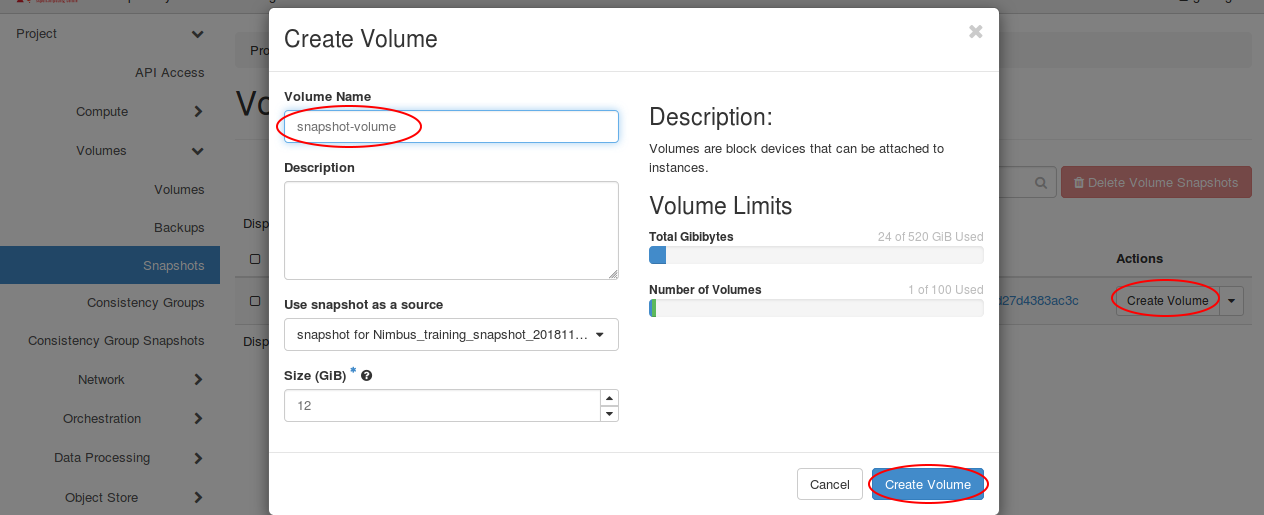 Project
API Access
Compute
Volumes
Volumes
Backups
Snapshots
Consistency Groups
Consistency Group Snapshots
Network
Orchestration
Data Processing
Object Store
Pro
Vo
Disp
Disp
Create Volume
Volume Name
snapshot-volume
Description
Use snapshot as a source
snapshot for Nimbus_training_snapshot_201811…
Size (GiB) *
12
Description:
Volumes are block devices that can be attached to
instances.
Volume Limits
Total Gibibytes 24 of 520 GiB Used
Number of Volumes 1 of 100 Used
Cancel Create Volume
Delete Volume Snapshots
Actions
27d4383ac3c Create Volume